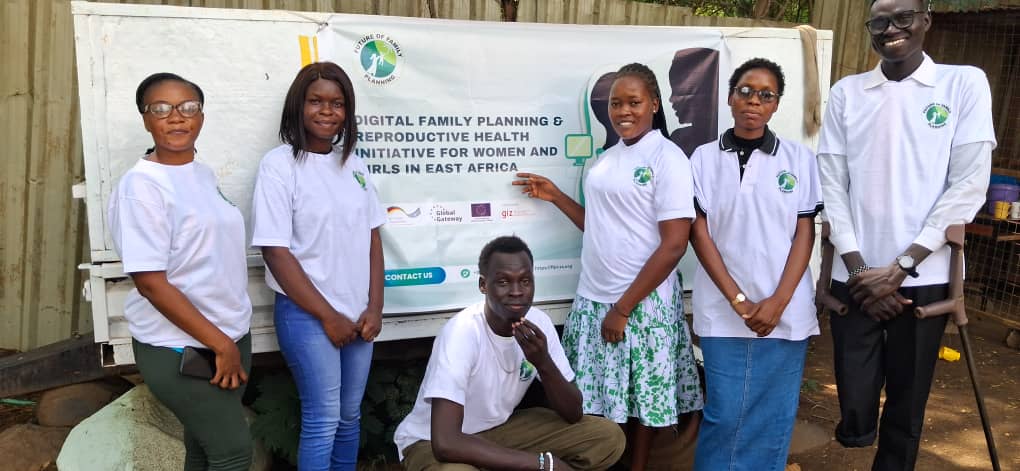 FUTURE OF FAMILY
PLANNING
DIGITAL FAMILY PLANNING &
REPRODUCTIVE HEALTH
INITIATIVE FOR WOMEN AND
GIRLS IN EAST AFRICA
Global
Gateway
giz
CONTACT US